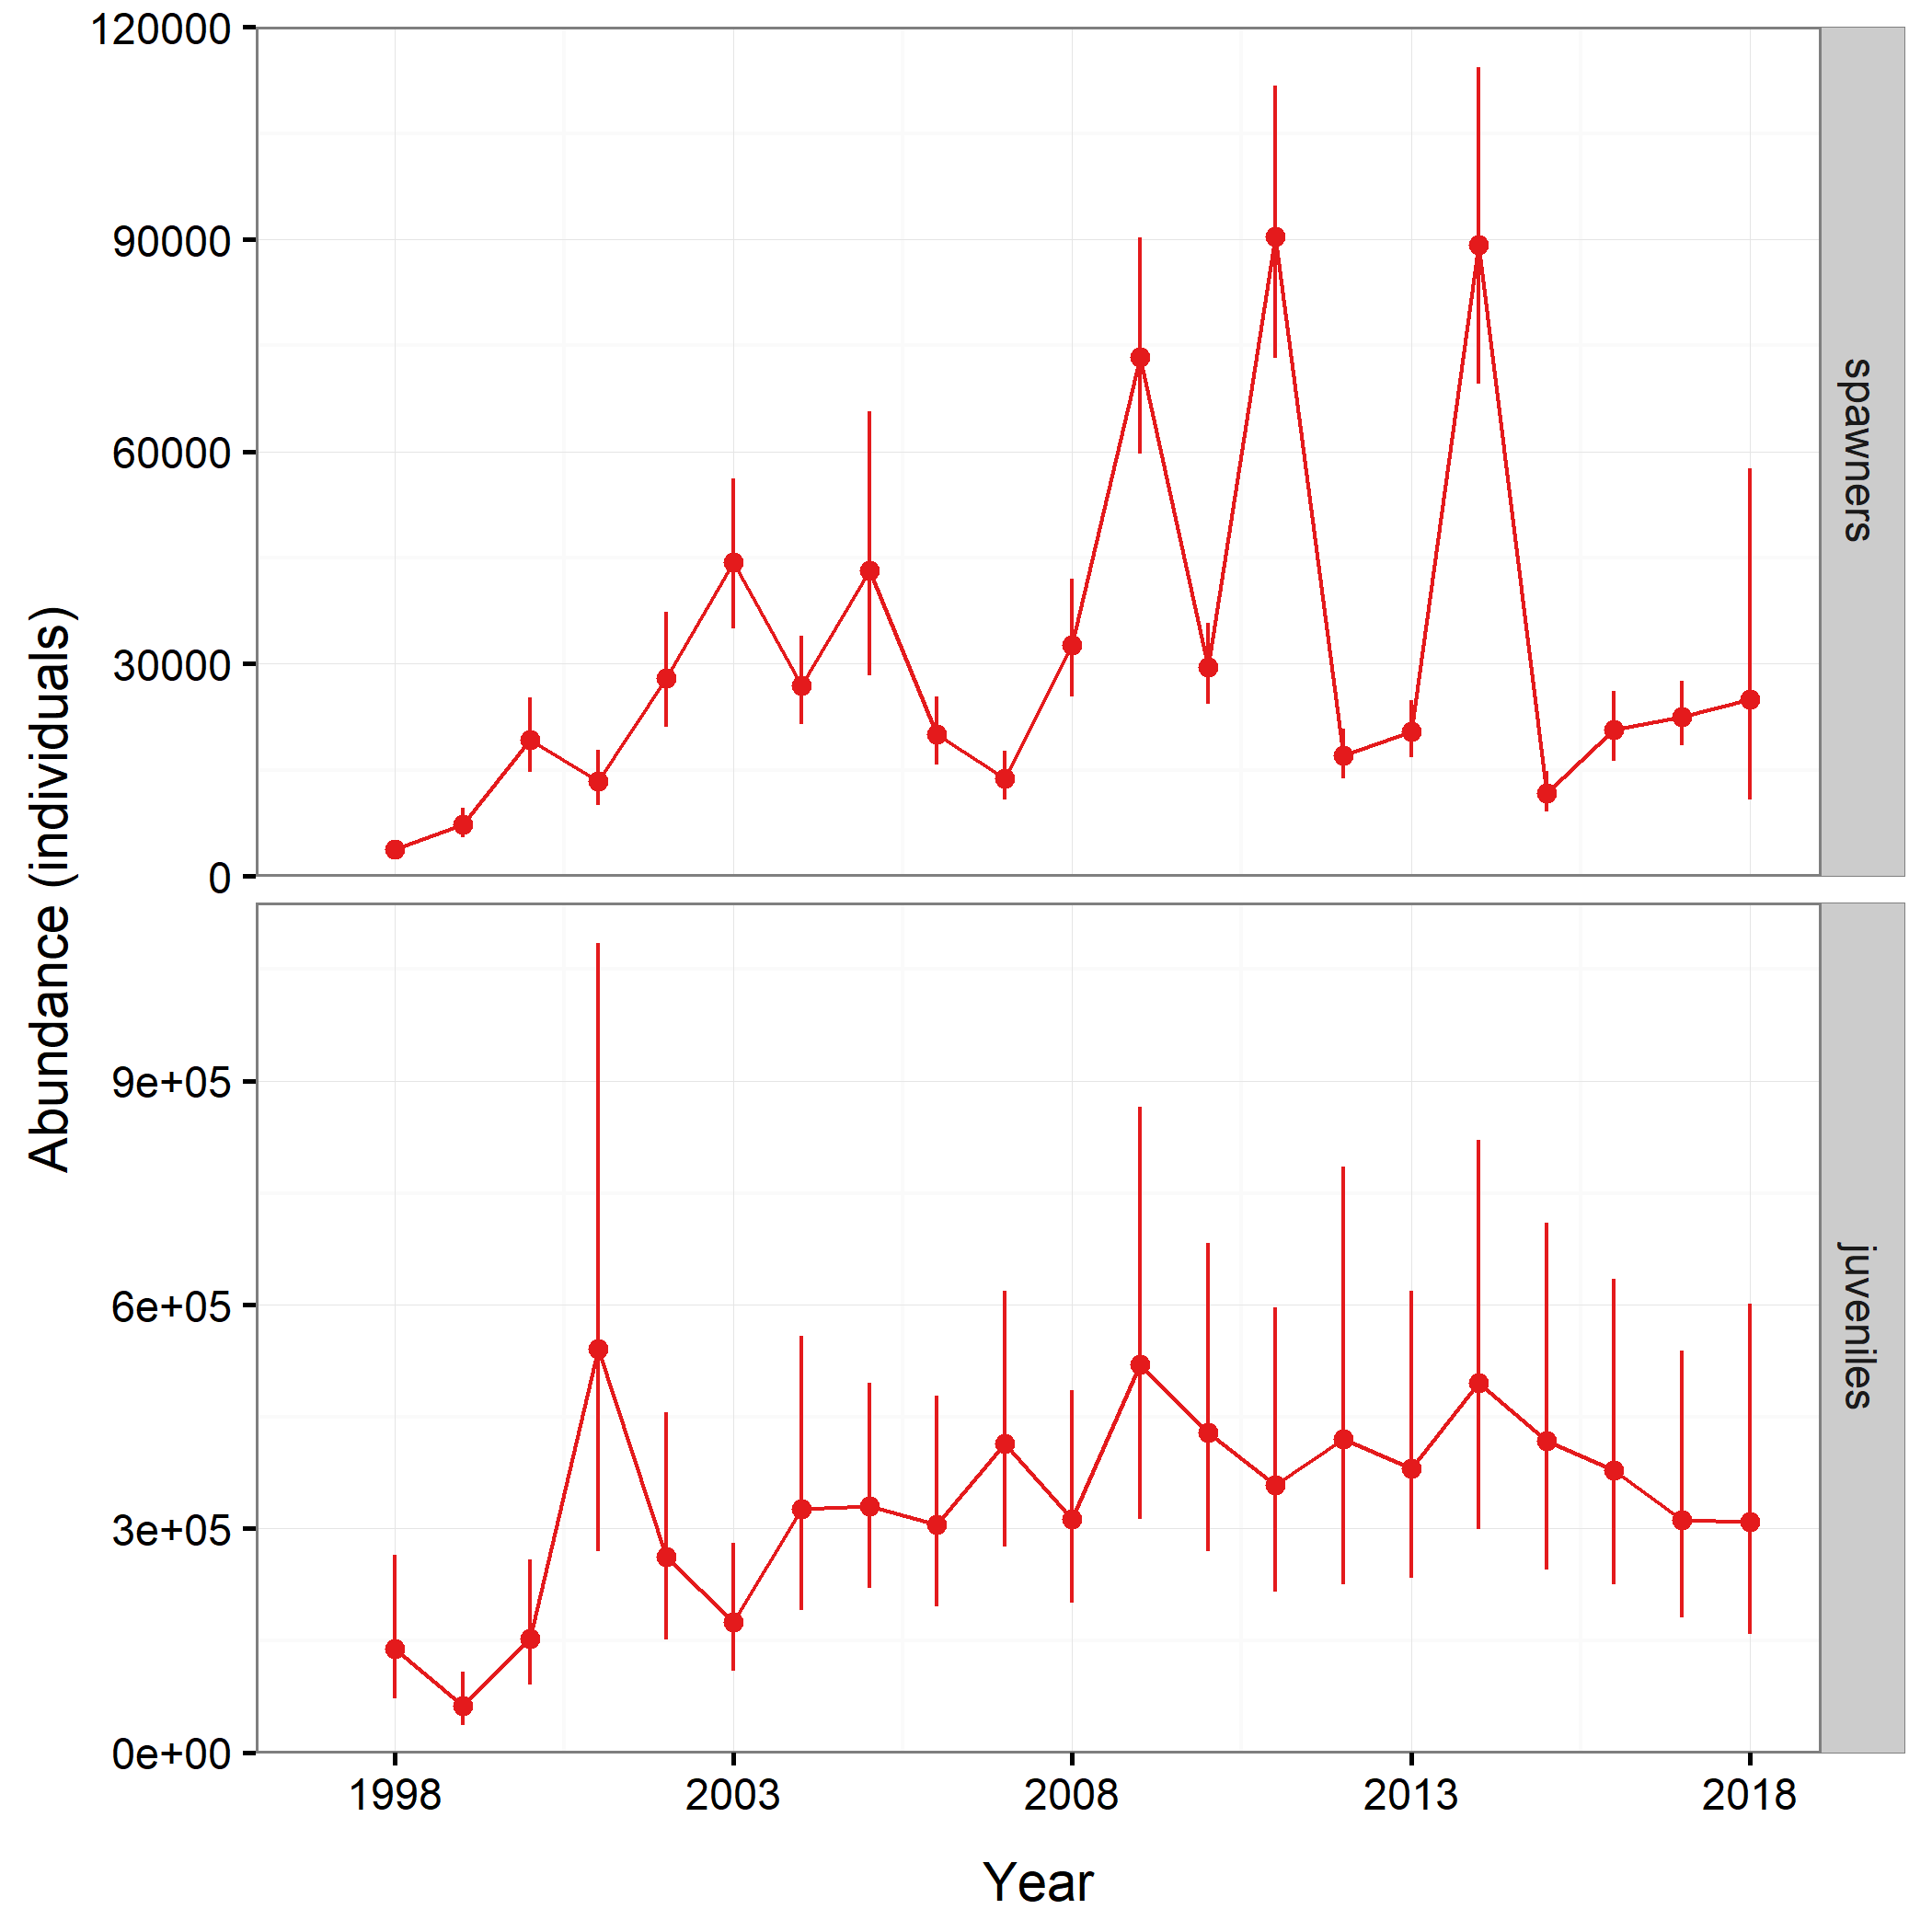 Abundance (individuals)
120000
90000
60000
30000
0
spawners
9e+05
6e+05
3e+05
0e+00
juveniles
1998 2003 2008 2013 2018
Year